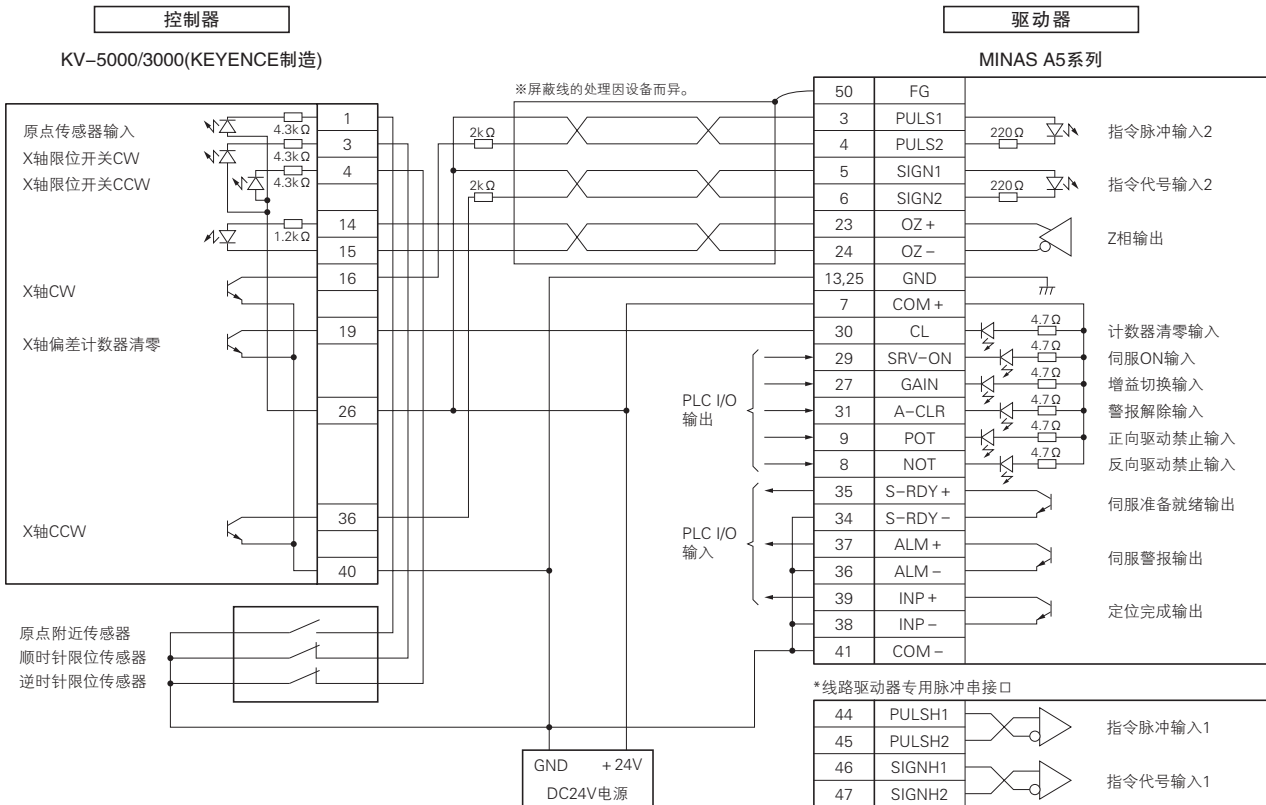 控制器
驱动器
KV-5000/3000(KEYENCE制造)
MINAS A5系列
※屏蔽线的处理因设备而异。
原点传感器输入
X轴限位开关CW
X轴限位开关CCW
4.3kΩ
4.3kΩ
4.3kΩ
1.2kΩ
X轴CW
X轴偏差计数器清零
X轴CCW
1
3
4
14
15
16
19
26
36
40
2kΩ
2kΩ
50 FG
3 PULS1
4 PULS2
5 SIGN1
6 SIGN2
23 OZ+
24 OZ-
13,25 GND
7 COM+
30 CL
29 SRV-ON
27 GAIN
31 A-CLR
9 POT
8 NOT
35 S-RDY+
34 S-RDY-
37 ALM+
36 ALM-
39 INP+
38 INP-
41 COM-
220Ω
220Ω
指令脉冲输入2
指令代号输入2
Z相输出
4.7Ω
4.7Ω
4.7Ω
4.7Ω
4.7Ω
4.7Ω
计数器清零输入
伺服ON输入
增益切换输入
警报解除输入
正向驱动禁止输入
反向驱动禁止输入
伺服准备就绪输出
伺服警报输出
定位完成输出
PLC I/O
输出
PLC I/O
输入
原点附近传感器
顺时针限位传感器
逆时针限位传感器
GND +24V
DC24V电源
*线路驱动器专用脉冲串接口
44 PULSH1
45 PULSH2
46 SIGNH1
47 SIGNH2
指令脉冲输入1
指令代号输入1